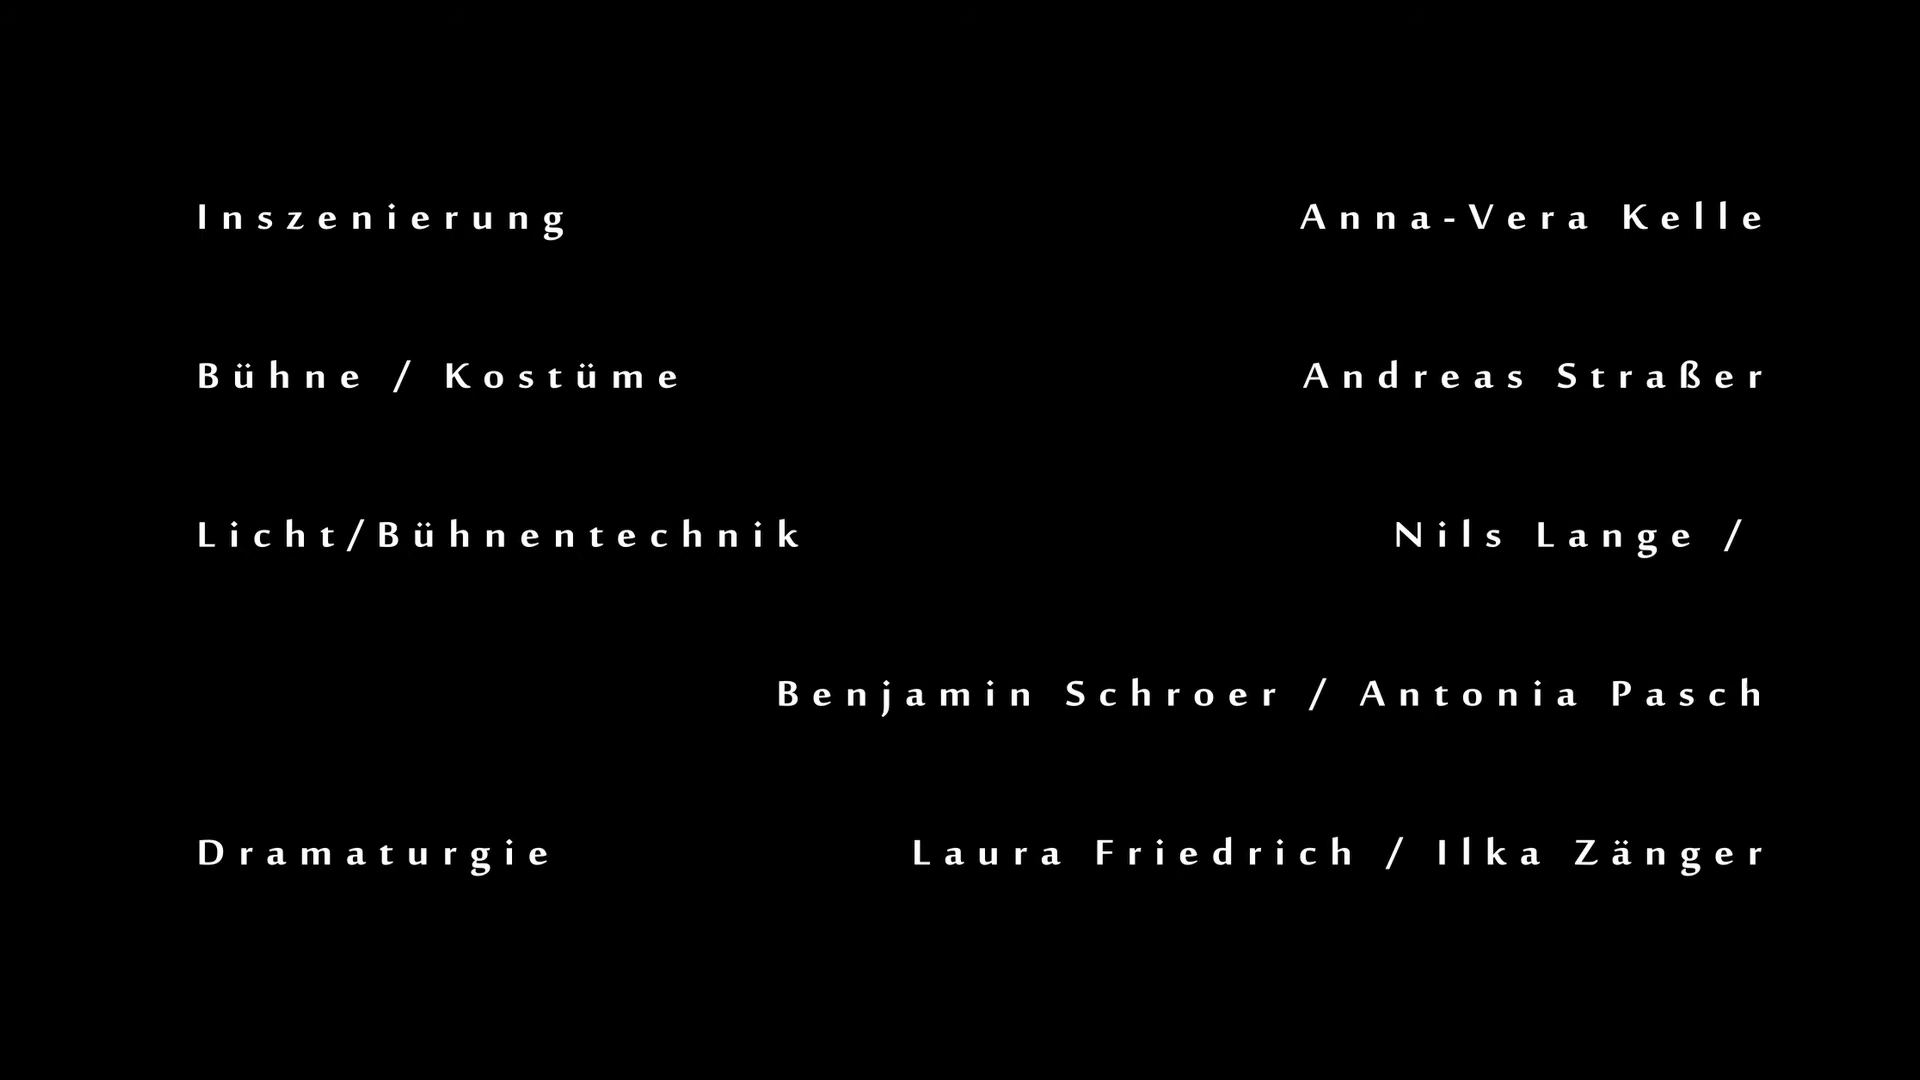 Inszenierung Anna-Vera Kelle
Bühne / Kostüme Andreas Straßer
Licht/Bühnentechnik Nils Lange /
Benjamin Schroer / Antonia Pasch
Dramaturgie Laura Friedrich / Ilka Zänger